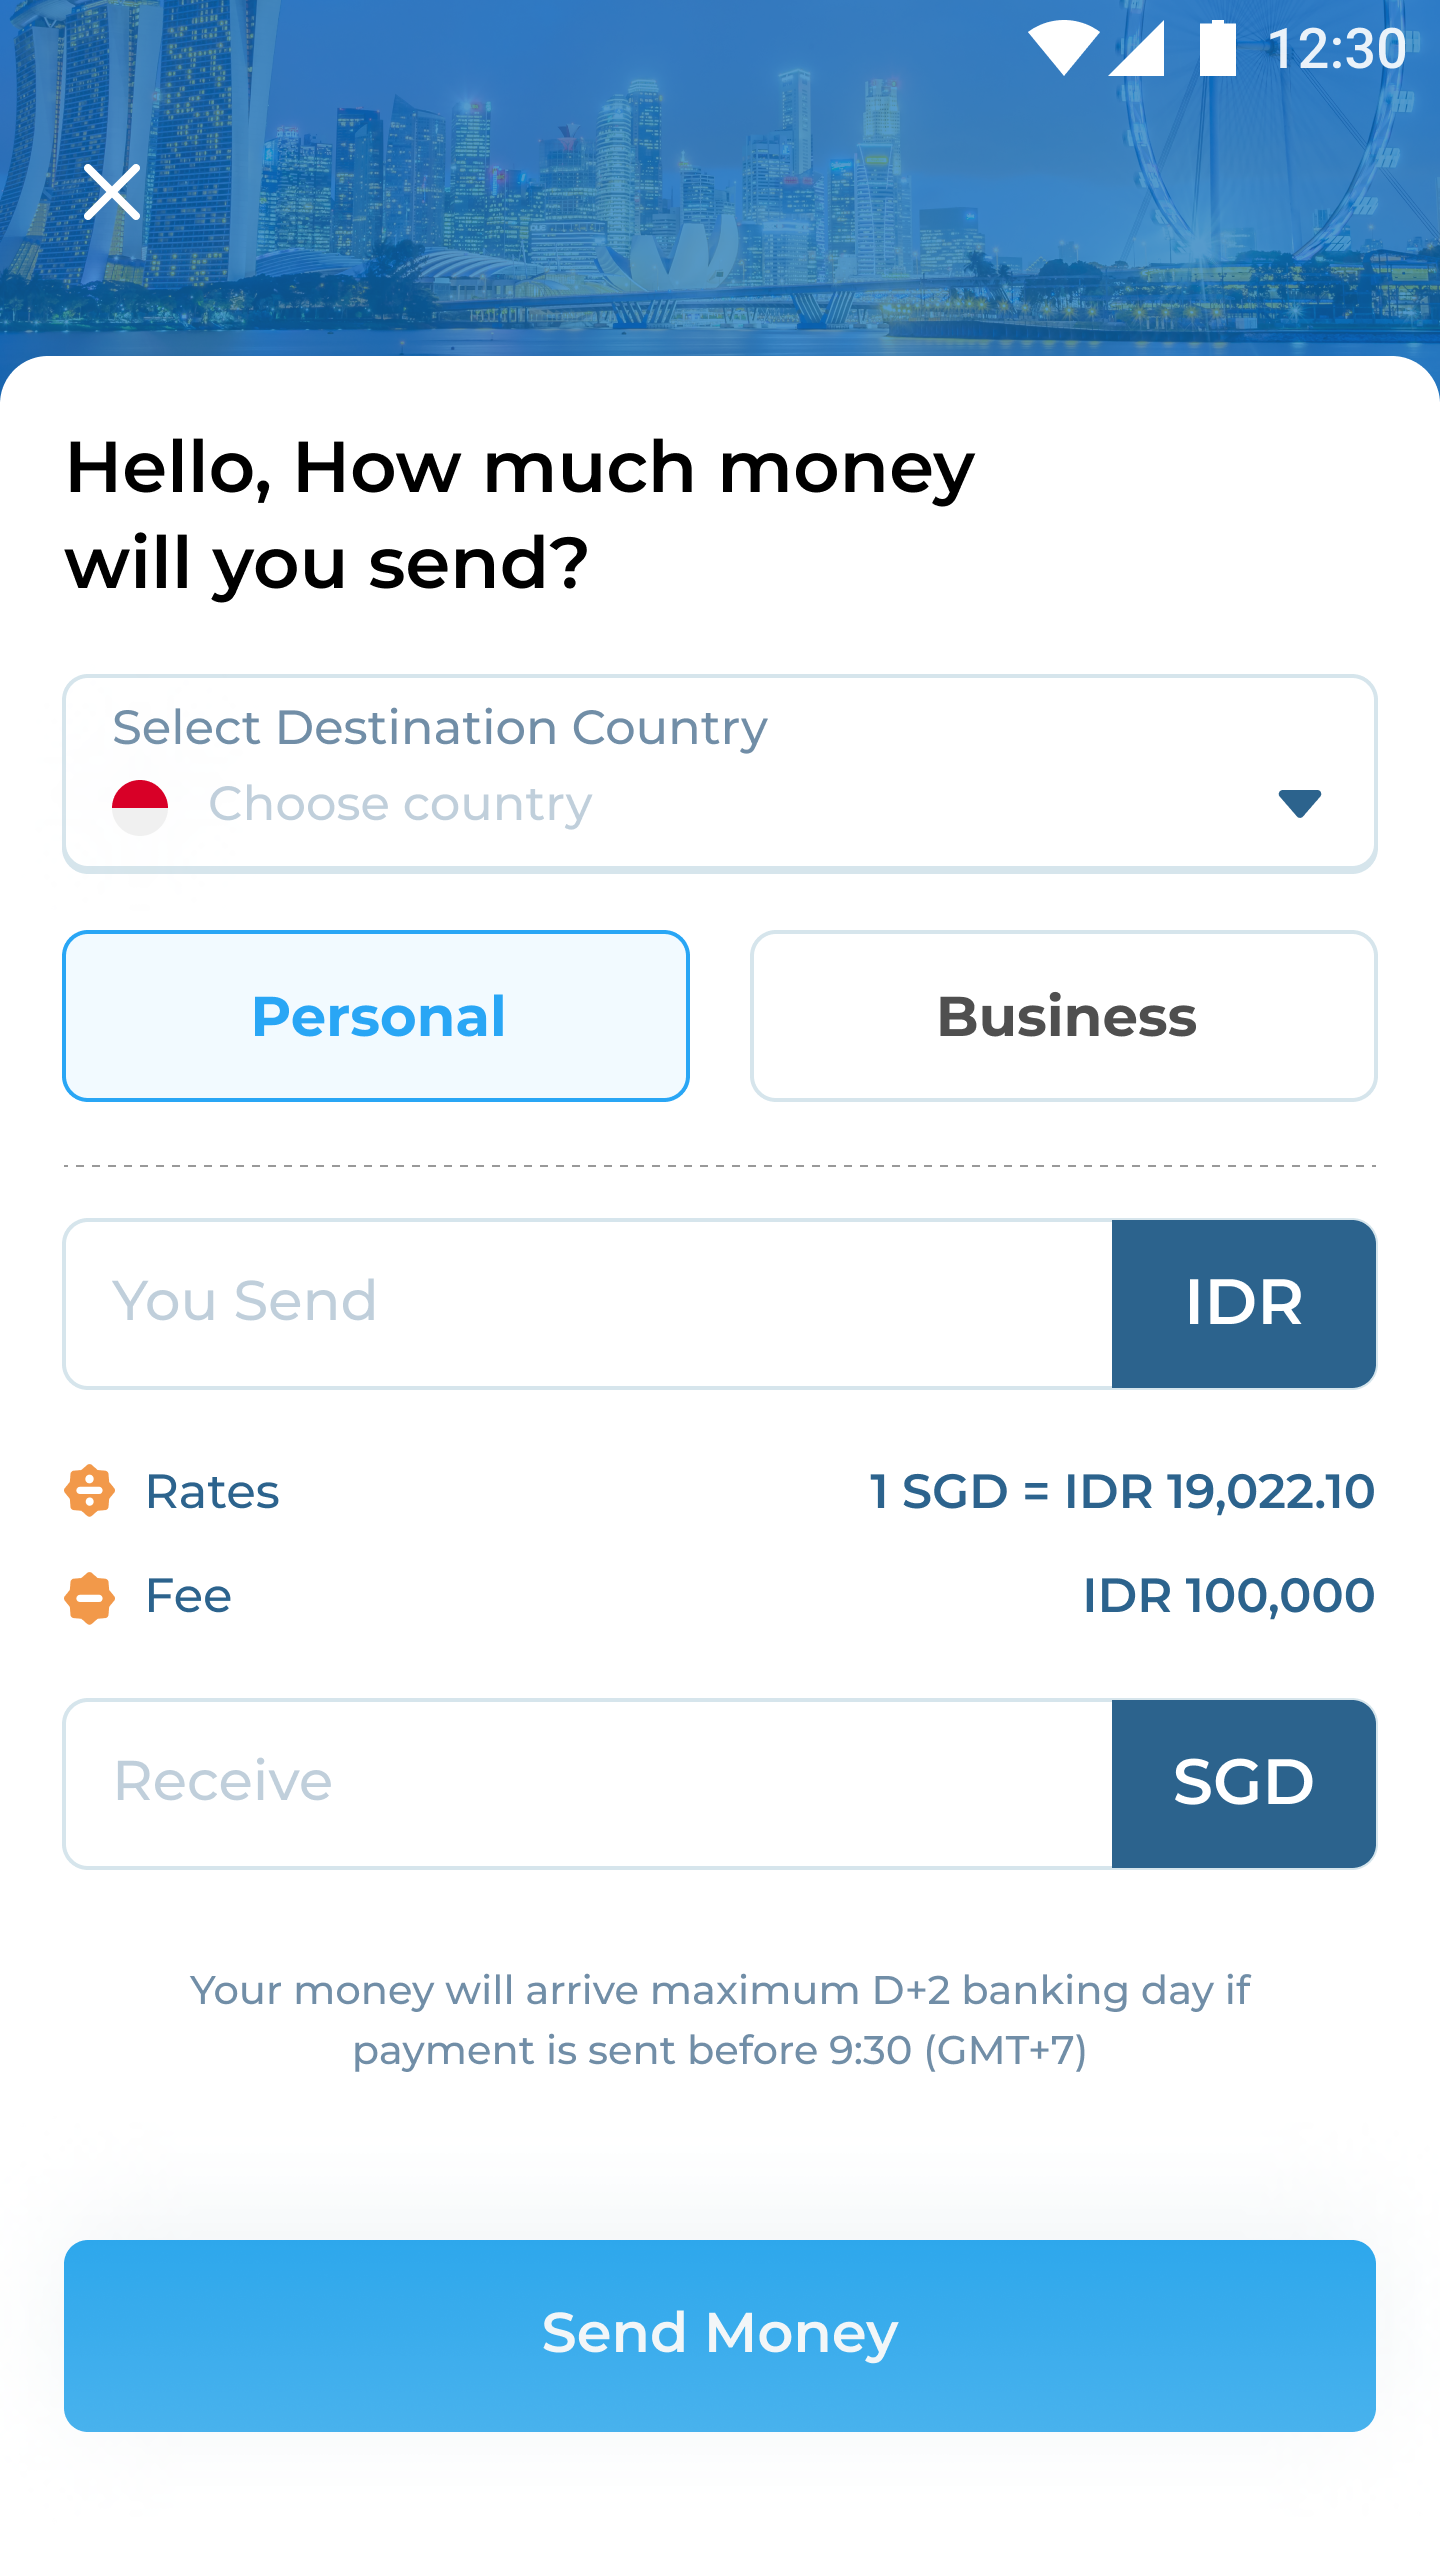 12:30
Hello, How much money
will you send?
Select Destination Country
Choose country
Personal
Business
You Send
IDR
Rates
1 SGD = IDR 19,022.10
Fee
IDR 100,000
Receive
SGD
Your money will arrive maximum D+2 banking day if
payment is sent before 9:30 (GMT+7)
Send Money